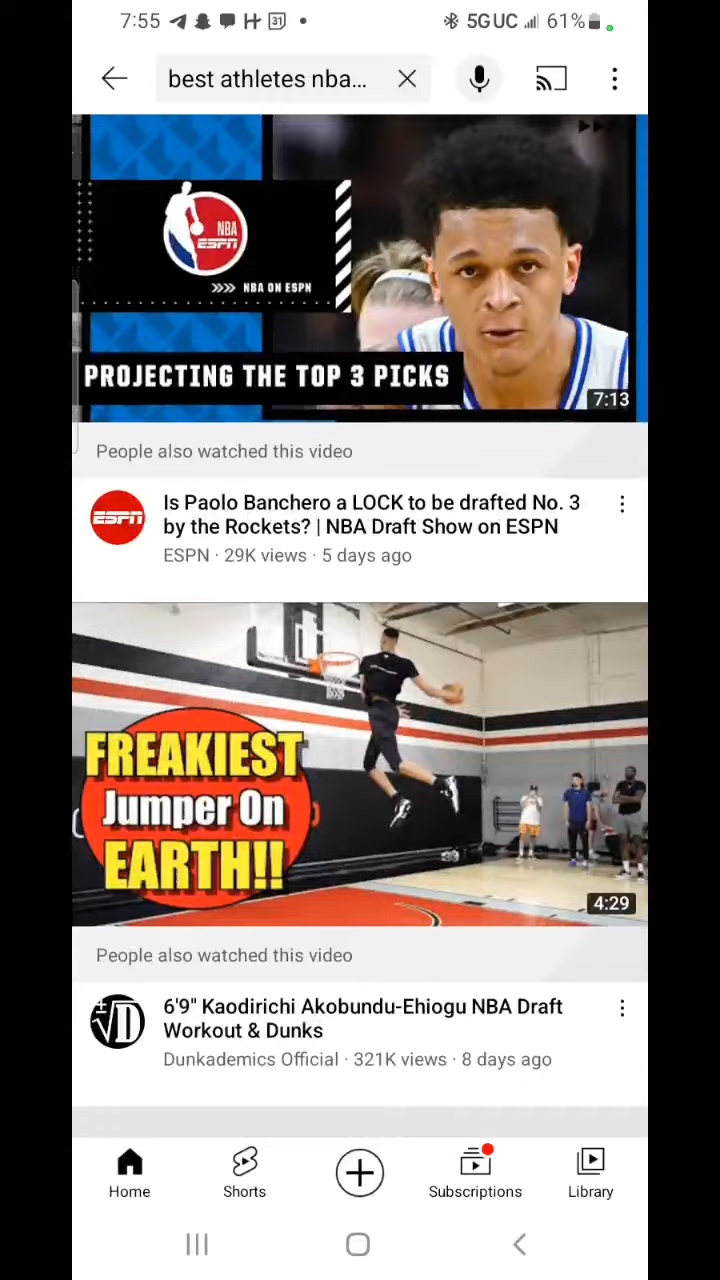 7:55
31
5G UC
61%
best athletes nba...
NBA
ESPN
NBA ON ESPN
PROJECTING THE TOP 3 PICKS
7:13
People also watched this video
ESPN
Is Paolo Banchero a LOCK to be drafted No. 3
by the Rockets? | NBA Draft Show on ESPN
ESPN · 29K views · 5 days ago
FREAKIEST
Jumper On
EARTH!!
4:29
People also watched this video
±√D
6'9" Kaodirichi Akobundu-Ehiogu NBA Draft
Workout & Dunks
Dunkademics Official · 321K views · 8 days ago
Home
Shorts
Subscriptions
Library